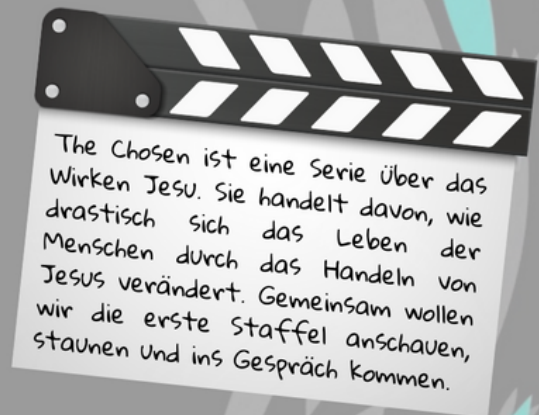 The Chosen ist eine Serie über das
Wirken Jesu. Sie handelt davon, wie
drastisch sich das Leben der
Menschen durch das Handeln von
Jesus verändert. Gemeinsam wollen
wir die erste Staffel anschauen,
staunen und ins Gespräch kommen.